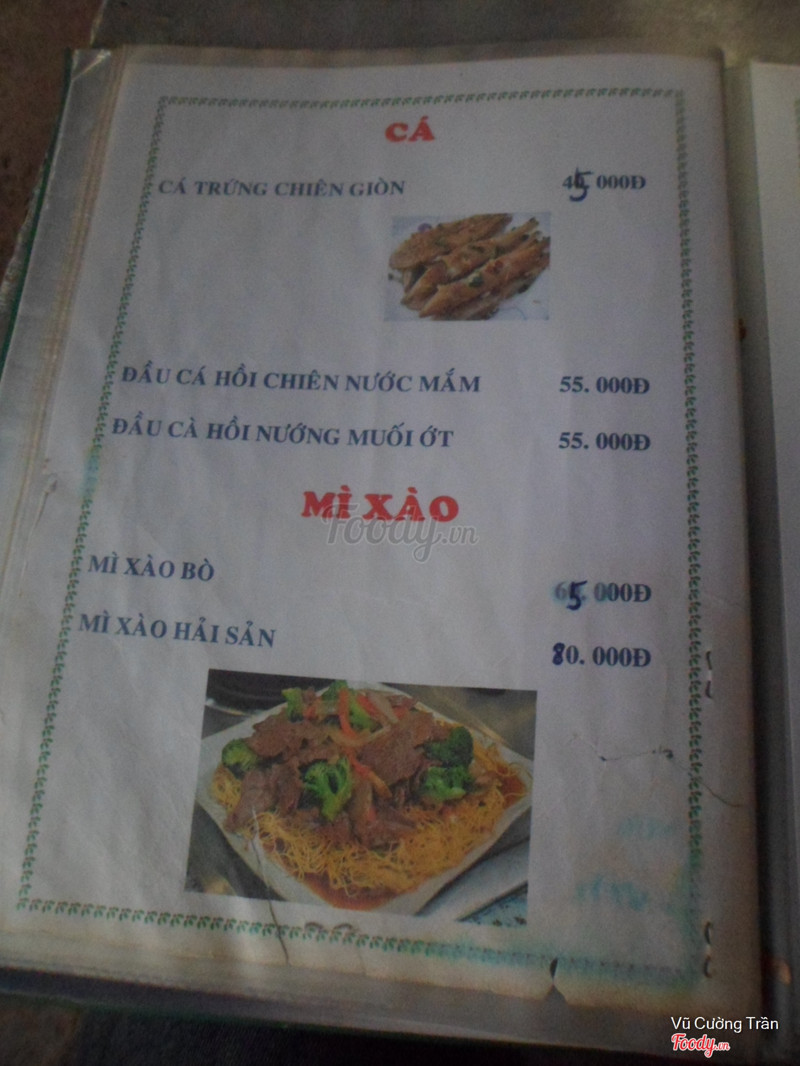 CÁ
CÁ TRỨNG CHIÊN GIÒN 45 000Đ
ĐẦU CÁ HỒI CHIÊN NƯỚC MẮM 55. 000Đ
ĐẦU CÀ HỒI NƯỚNG MUỐI ỚT 55. 000Đ
MÌ XÀO
Foody.vn
MÌ XÀO BÒ 65. 000Đ
MÌ XÀO HẢI SẢN 80. 000Đ
Vũ Cường Trần
Foody.vn